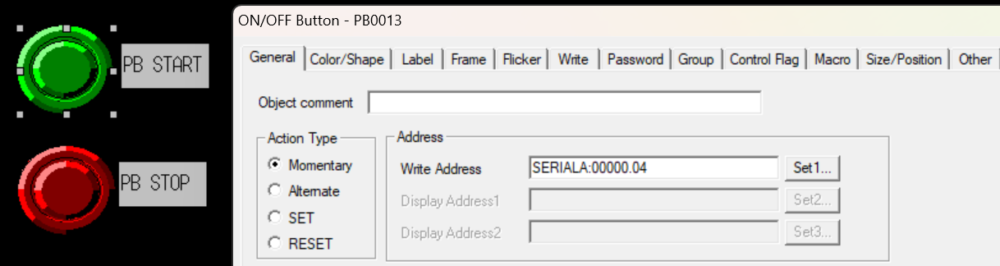 ON/OFF Button - PB0013
General Color/Shape Label Frame Flicker Write Password Group Control Flag Macro Size/Position Other
PB START
Object comment
Action Type
Momentary
Alternate
SET
RESET
Address
Write Address SERIALA:00000.04 Set1...
Display Address1 Set2...
Display Address2 Set3...
PB STOP